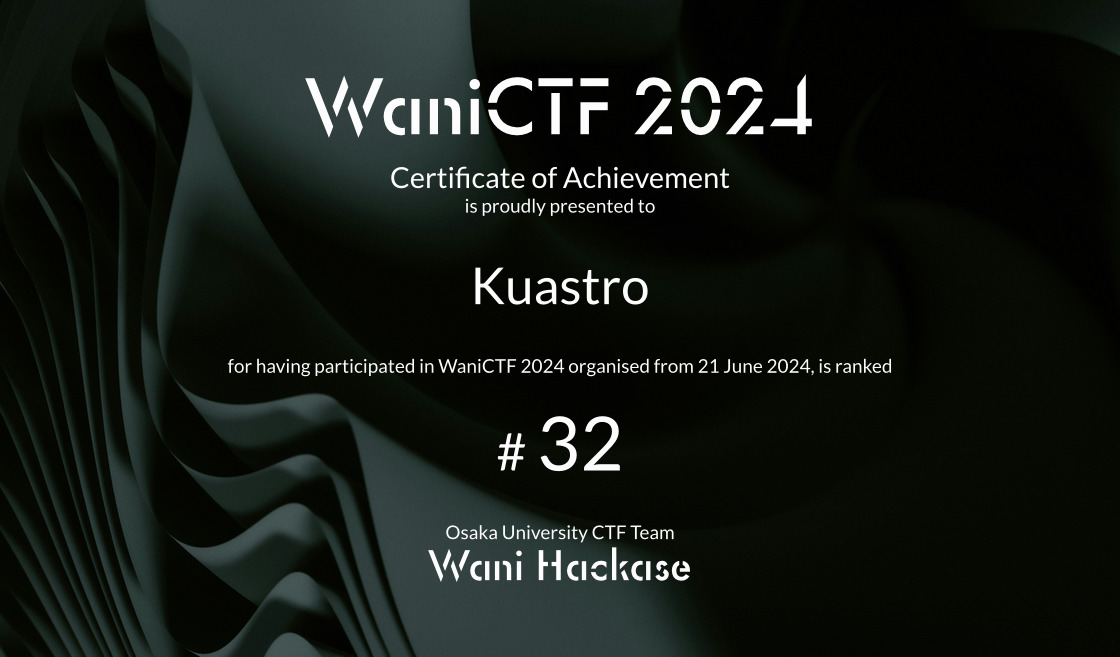 WaniCTF 2024
Certificate of Achievement
is proudly presented to
Kuastro
for having participated in WaniCTF 2024 organised from 21 June 2024, is ranked
# 32
Osaka University CTF Team
Wani Hackase